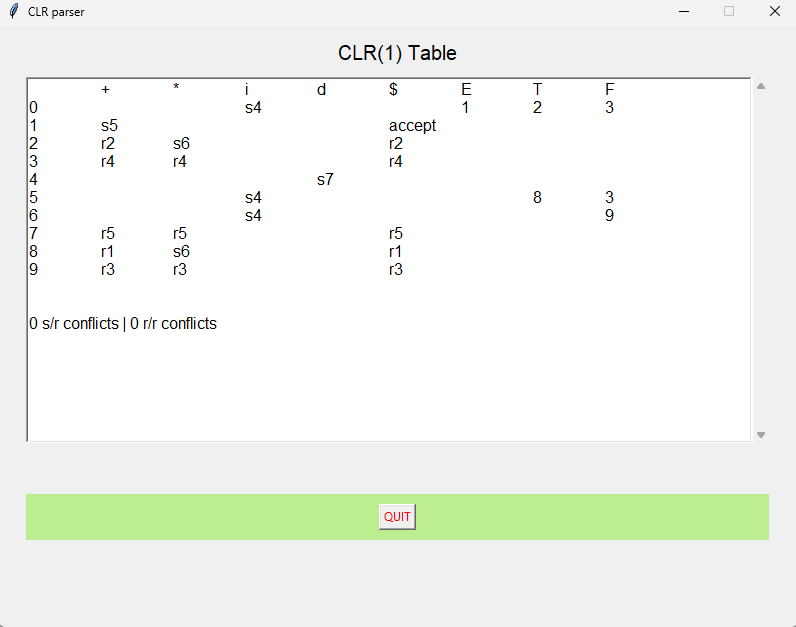 CLR parser
CLR(1) Table
+ * i d $ E T F
0 s4 1 2 3
1 s5 accept
2 r2 s6 r2
3 r4 r4 r4
4 s7
5 s4 8 3
6 s4 9
7 r5 r5 r5
8 r1 s6 r1
9 r3 r3 r3
0 s/r conflicts | 0 r/r conflicts
QUIT